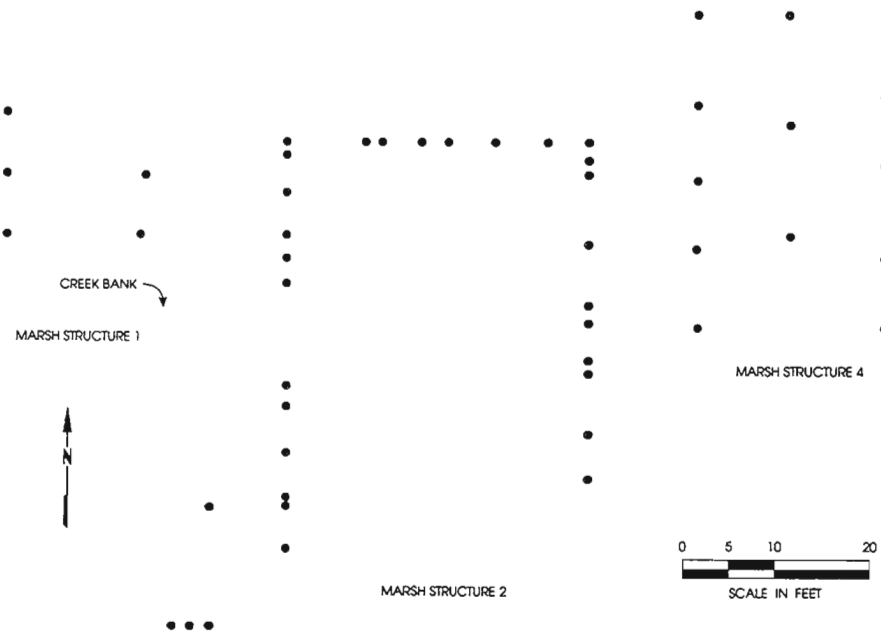 CREEK BANK
MARSH STRUCTURE 1
MARSH STRUCTURE 4
N
0 5 10 20
SCALE IN FEET
MARSH STRUCTURE 2